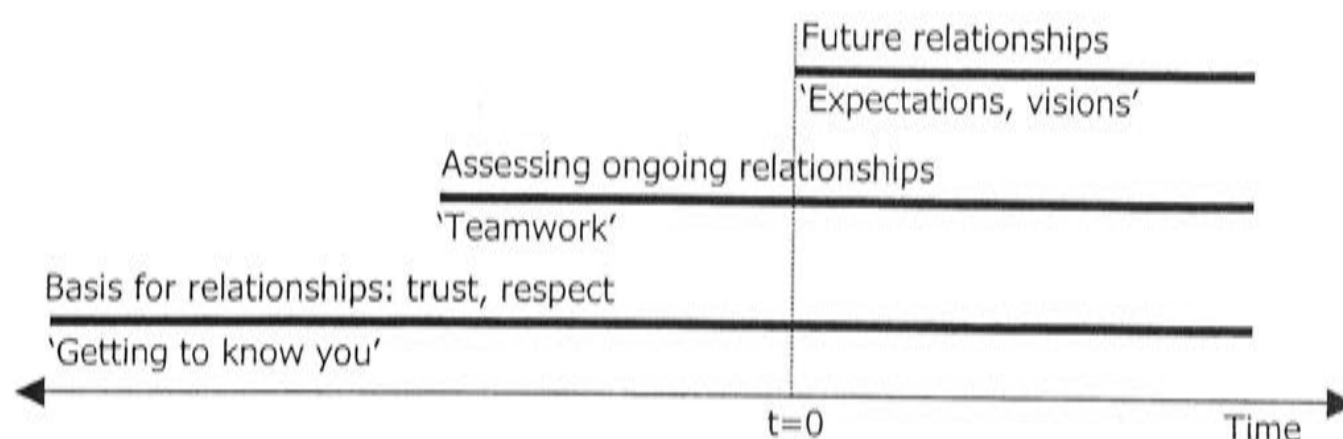 Future relationships
‘Expectations, visions’
Assessing ongoing relationships
‘Teamwork’
Basis for relationships: trust, respect
‘Getting to know you’
t=0
Time